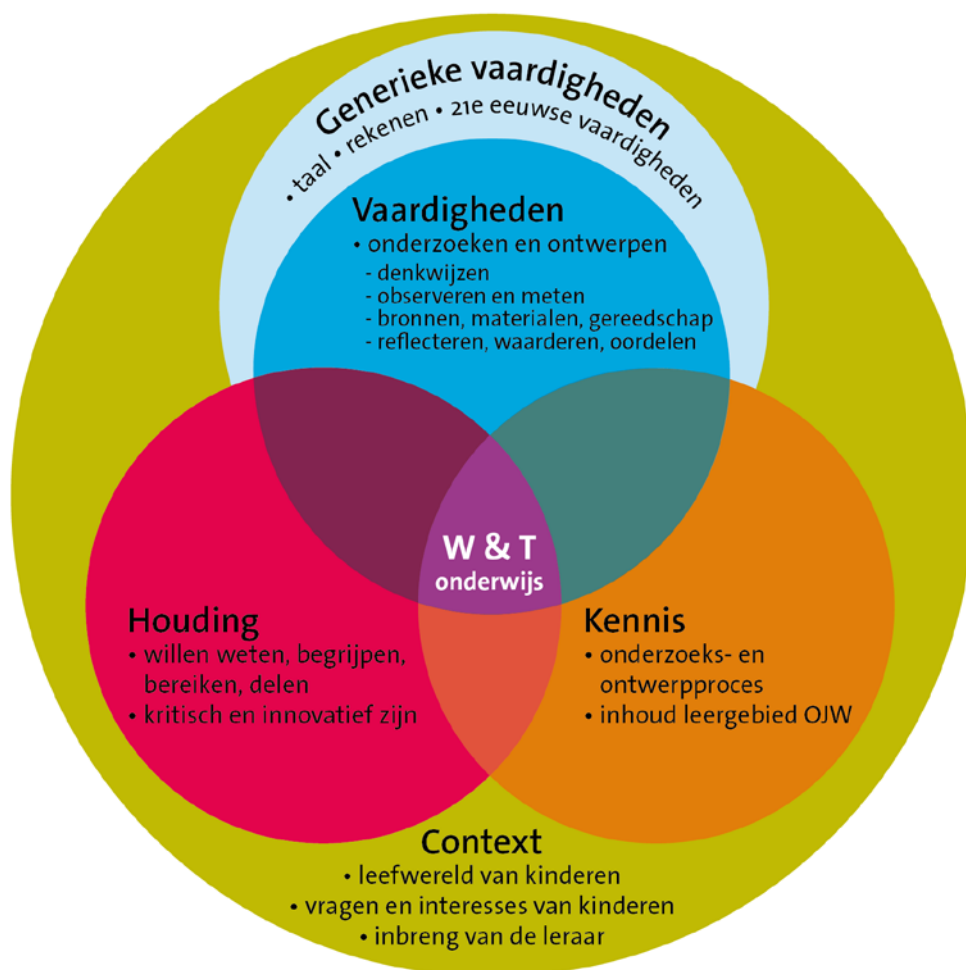 Generieke vaardigheden
• taal • rekenen • 21e eeuwse vaardigheden
Vaardigheden
• onderzoeken en ontwerpen
- denkwijzen
- observeren en meten
- bronnen, materialen, gereedschap
- reflecteren, waarderen, oordelen
W & T
onderwijs
Houding
• willen weten, begrijpen,
bereiken, delen
• kritisch en innovatief zijn
Kennis
• onderzoeks- en
ontwerpproces
• inhoud leergebied OJW
Context
• leefwereld van kinderen
• vragen en interesses van kinderen
• inbreng van de leraar